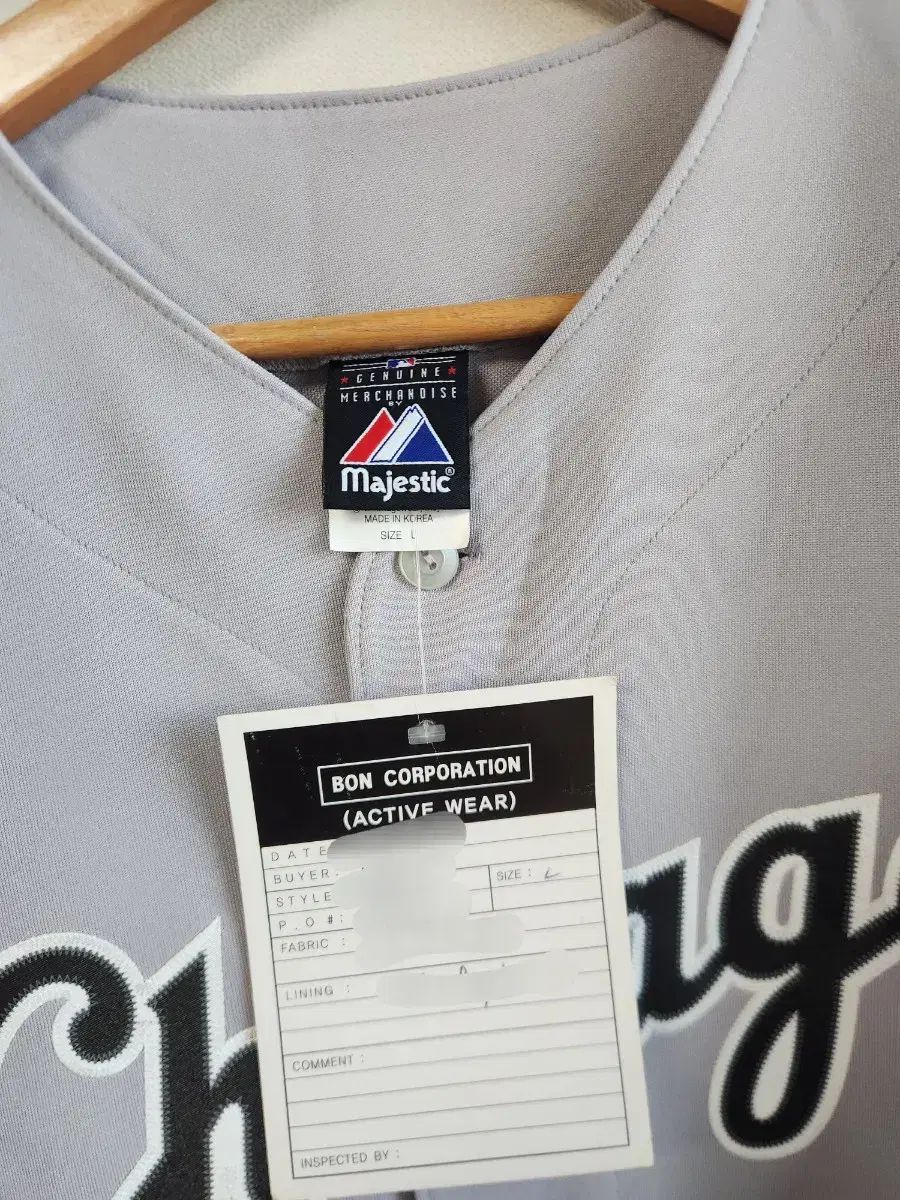 GENUINE
MERCHANDISE
BY
Majestic®
MADE IN KOREA
SIZE L
BON CORPORATION
(ACTIVE WEAR)
DATE
BUYER
SIZE : L
STYLE
P.O #:
FABRIC :
LINING :
COMMENT :
INSPECTED BY :